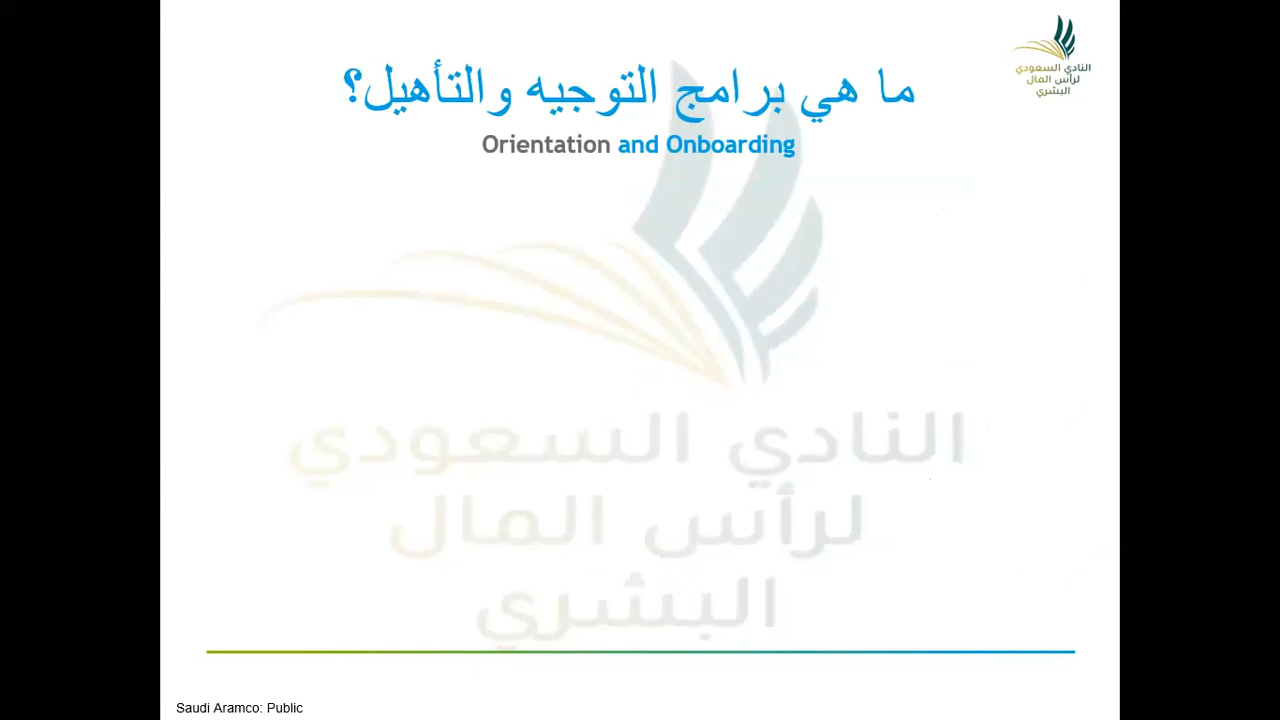 النادي السعودي
لرأس المال
البشري
ما هي برامج التوجيه والتأهيل؟
Orientation and Onboarding
النادي السعودي
لرأس المال
البشري
Saudi Aramco: Public